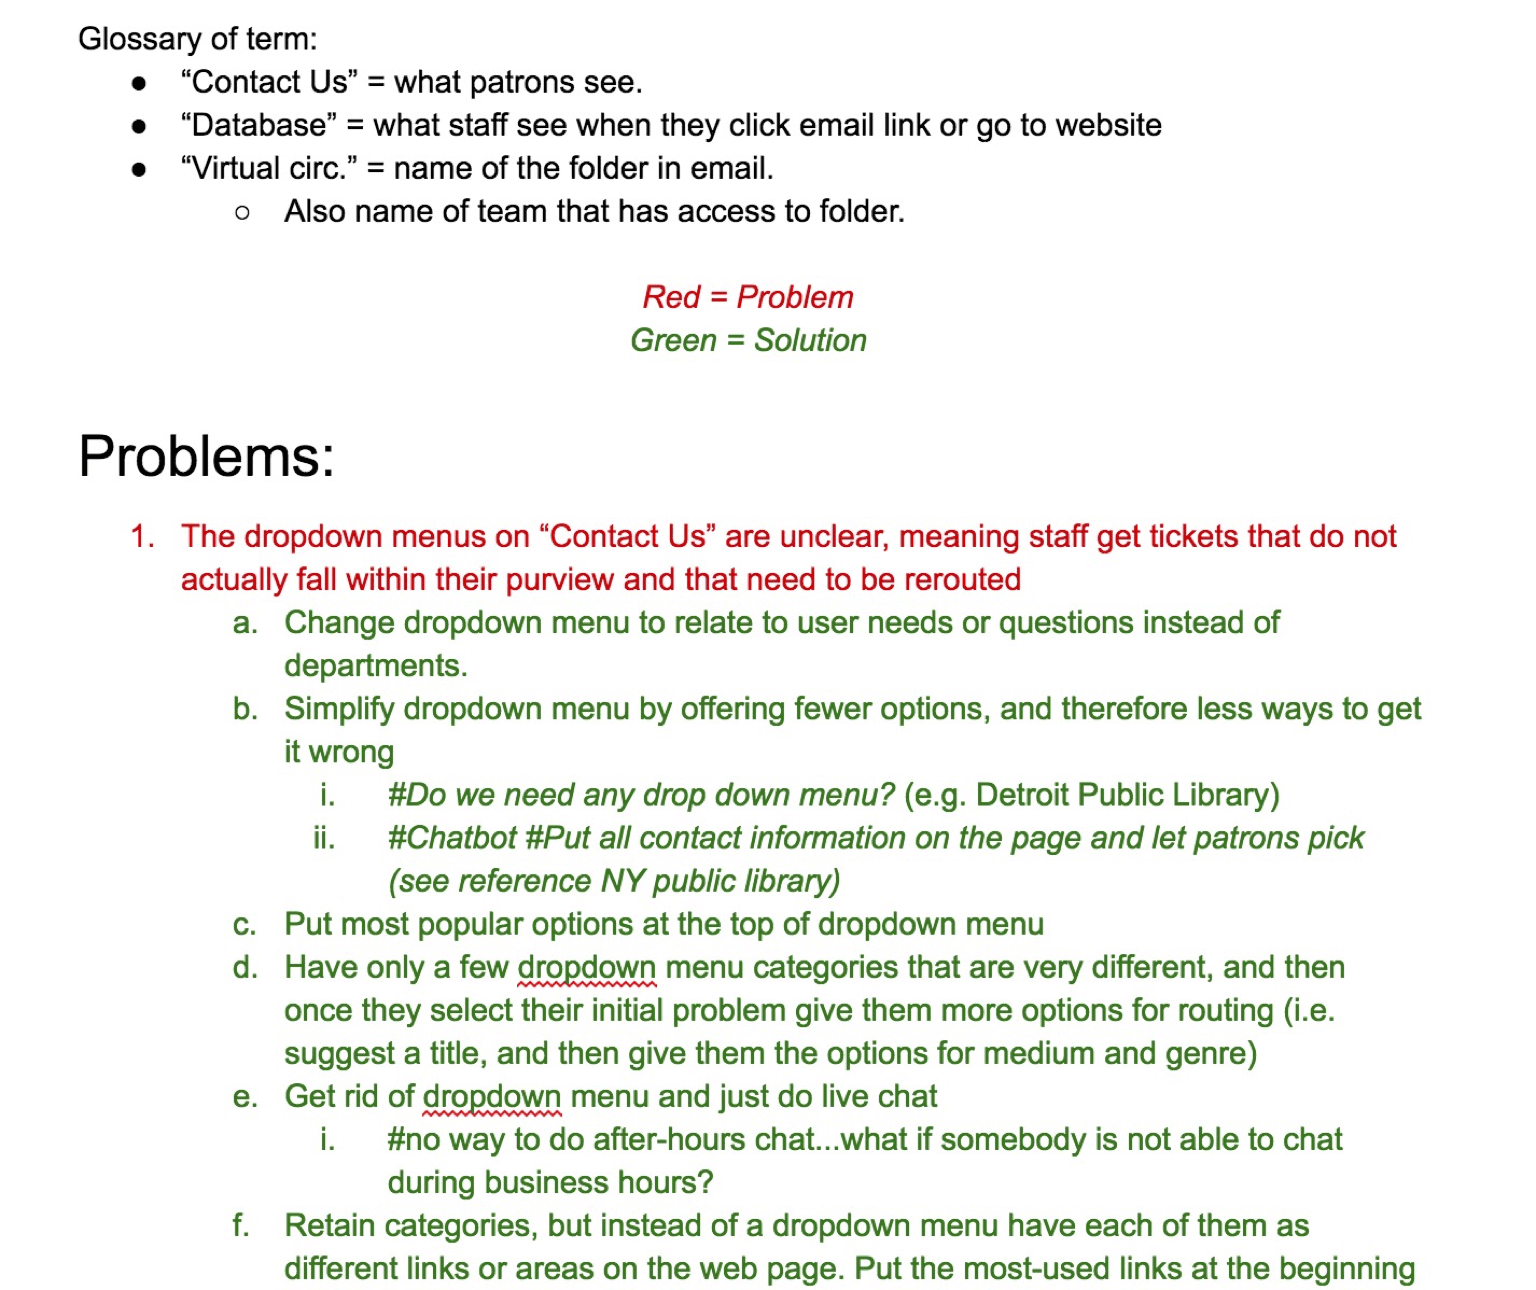 Glossary of term:
● “Contact Us” = what patrons see.
● “Database” = what staff see when they click email link or go to website
● “Virtual circ.” = name of the folder in email.
○ Also name of team that has access to folder.
Red = Problem
Green = Solution
Problems:
1. The dropdown menus on “Contact Us” are unclear, meaning staff get tickets that do not
actually fall within their purview and that need to be rerouted
a. Change dropdown menu to relate to user needs or questions instead of
departments.
b. Simplify dropdown menu by offering fewer options, and therefore less ways to get
it wrong
i. #Do we need any drop down menu? (e.g. Detroit Public Library)
ii. #Chatbot #Put all contact information on the page and let patrons pick
(see reference NY public library)
c. Put most popular options at the top of dropdown menu
d. Have only a few dropdown menu categories that are very different, and then
once they select their initial problem give them more options for routing (i.e.
suggest a title, and then give them the options for medium and genre)
e. Get rid of dropdown menu and just do live chat
i. #no way to do after-hours chat...what if somebody is not able to chat
during business hours?
f. Retain categories, but instead of a dropdown menu have each of them as
different links or areas on the web page. Put the most-used links at the beginning